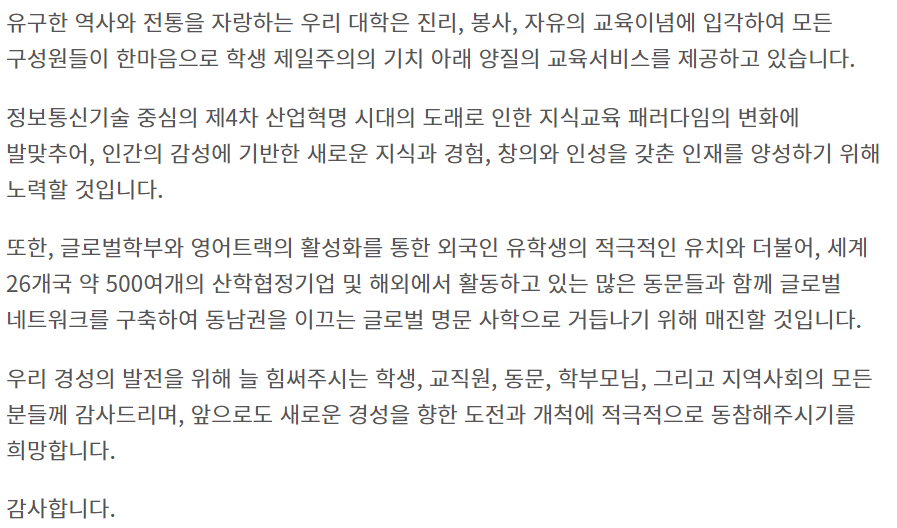 유구한 역사와 전통을 자랑하는 우리 대학은 진리, 봉사, 자유의 교육이념에 입각하여 모든
구성원들이 한마음으로 학생 제일주의의 기치 아래 양질의 교육서비스를 제공하고 있습니다.
정보통신기술 중심의 제4차 산업혁명 시대의 도래로 인한 지식교육 패러다임의 변화에
발맞추어, 인간의 감성에 기반한 새로운 지식과 경험, 창의와 인성을 갖춘 인재를 양성하기 위해
노력할 것입니다.
또한, 글로벌학부와 영어트랙의 활성화를 통한 외국인 유학생의 적극적인 유치와 더불어, 세계
26개국 약 500여개의 산학협정기업 및 해외에서 활동하고 있는 많은 동문들과 함께 글로벌
네트워크를 구축하여 동남권을 이끄는 글로벌 명문 사학으로 거듭나기 위해 매진할 것입니다.
우리 경성의 발전을 위해 늘 힘써주시는 학생, 교직원, 동문, 학부모님, 그리고 지역사회의 모든
분들께 감사드리며, 앞으로도 새로운 경성을 향한 도전과 개척에 적극적으로 동참해주시기를
희망합니다.
감사합니다.